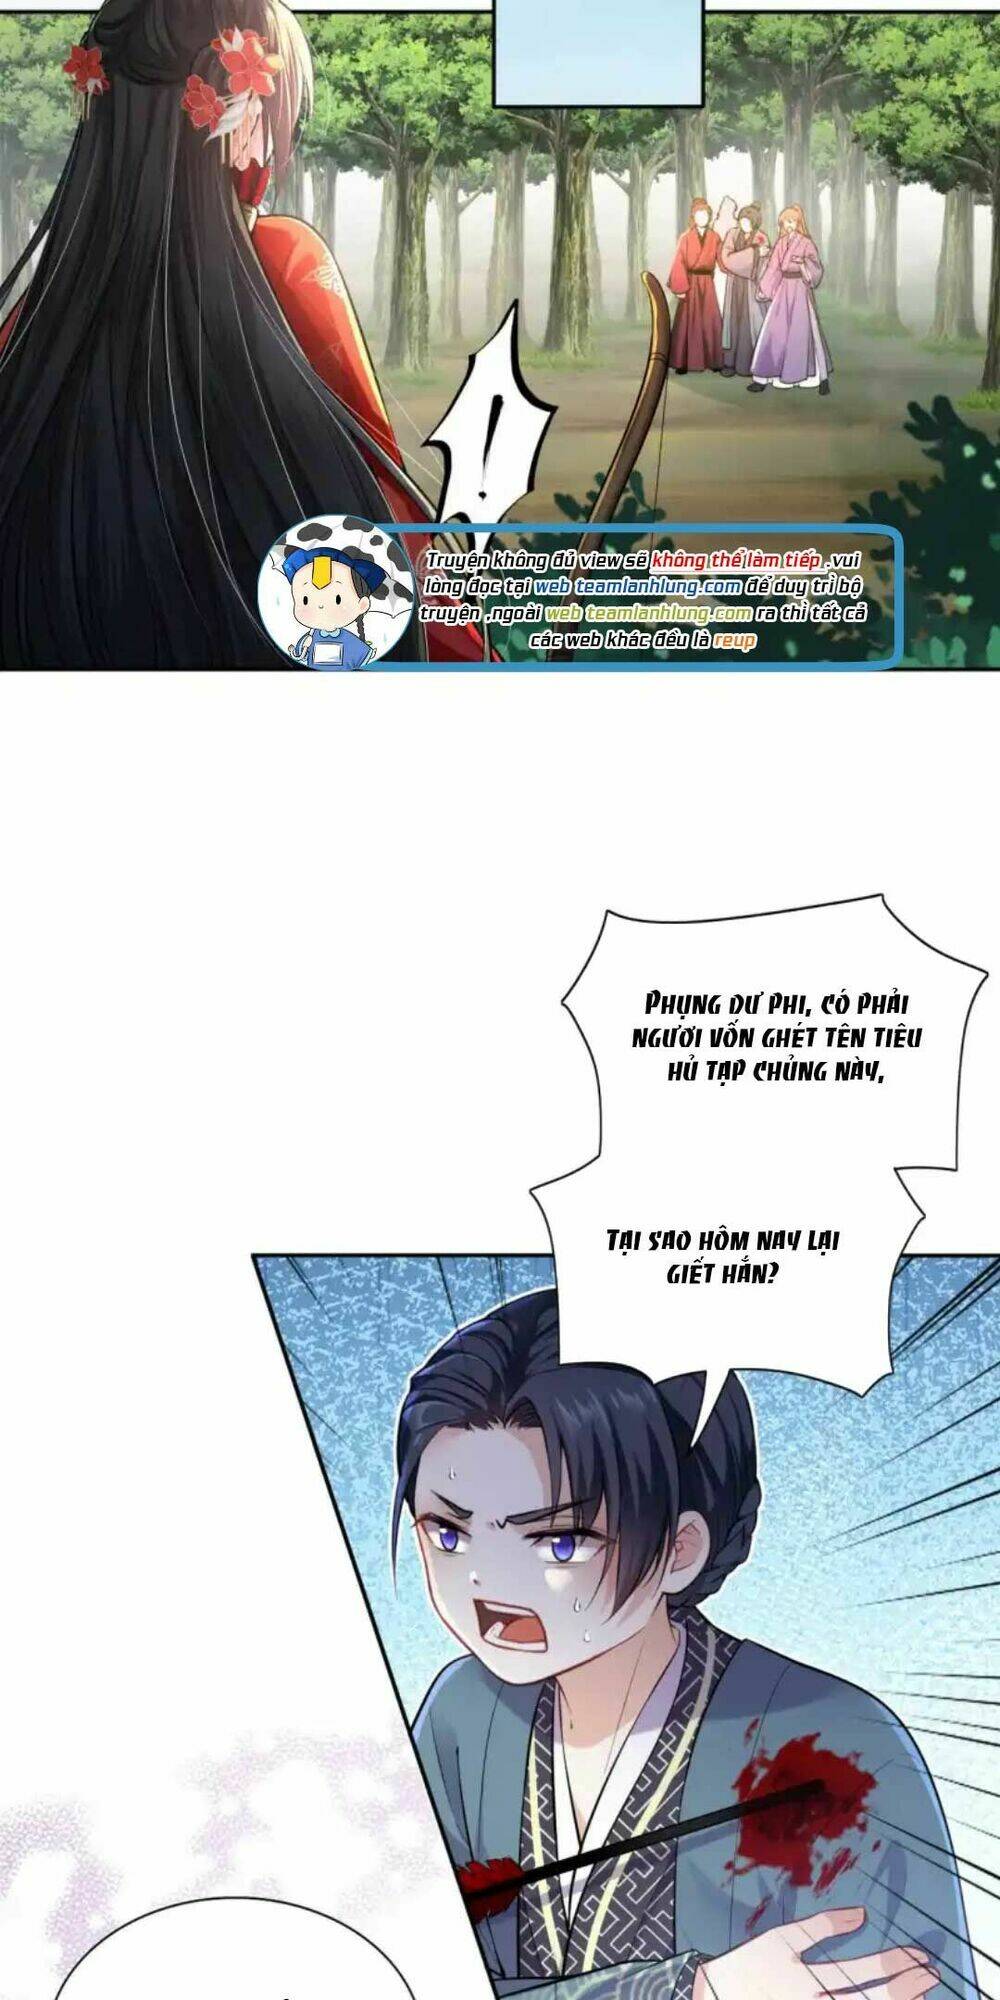 !
Truyện không đủ view sẽ không thể làm tiếp .vui
lòng đọc tại web teamlanhlung.com để duy trì bộ
truyện ,ngoài web teamlanhlung.com ra thì tất cả
các web khác đều là reup
Phụng dư phi, có phải
người vốn ghét tên tiêu
hủ tạp chủng này,
Tại sao hôm nay lại
giết hắn?